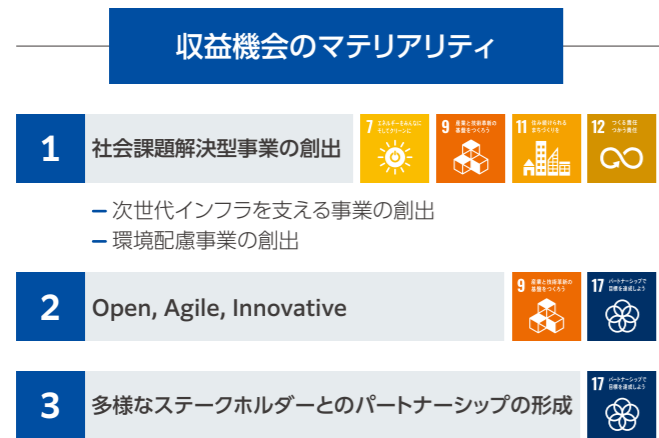 収益機会のマテリアリティ
1
社会課題解決型事業の創出
7 エネルギーをみんなに
そしてクリーンに
9 産業と技術革新の
基盤をつくろう
11 住み続けられる
まちづくりを
12 つくる責任
つかう責任
– 次世代インフラを支える事業の創出
– 環境配慮事業の創出
2
Open, Agile, Innovative
9 産業と技術革新の
基盤をつくろう
17 パートナーシップで
目標を達成しよう
3
多様なステークホルダーとのパートナーシップの形成
17 パートナーシップで
目標を達成しよう